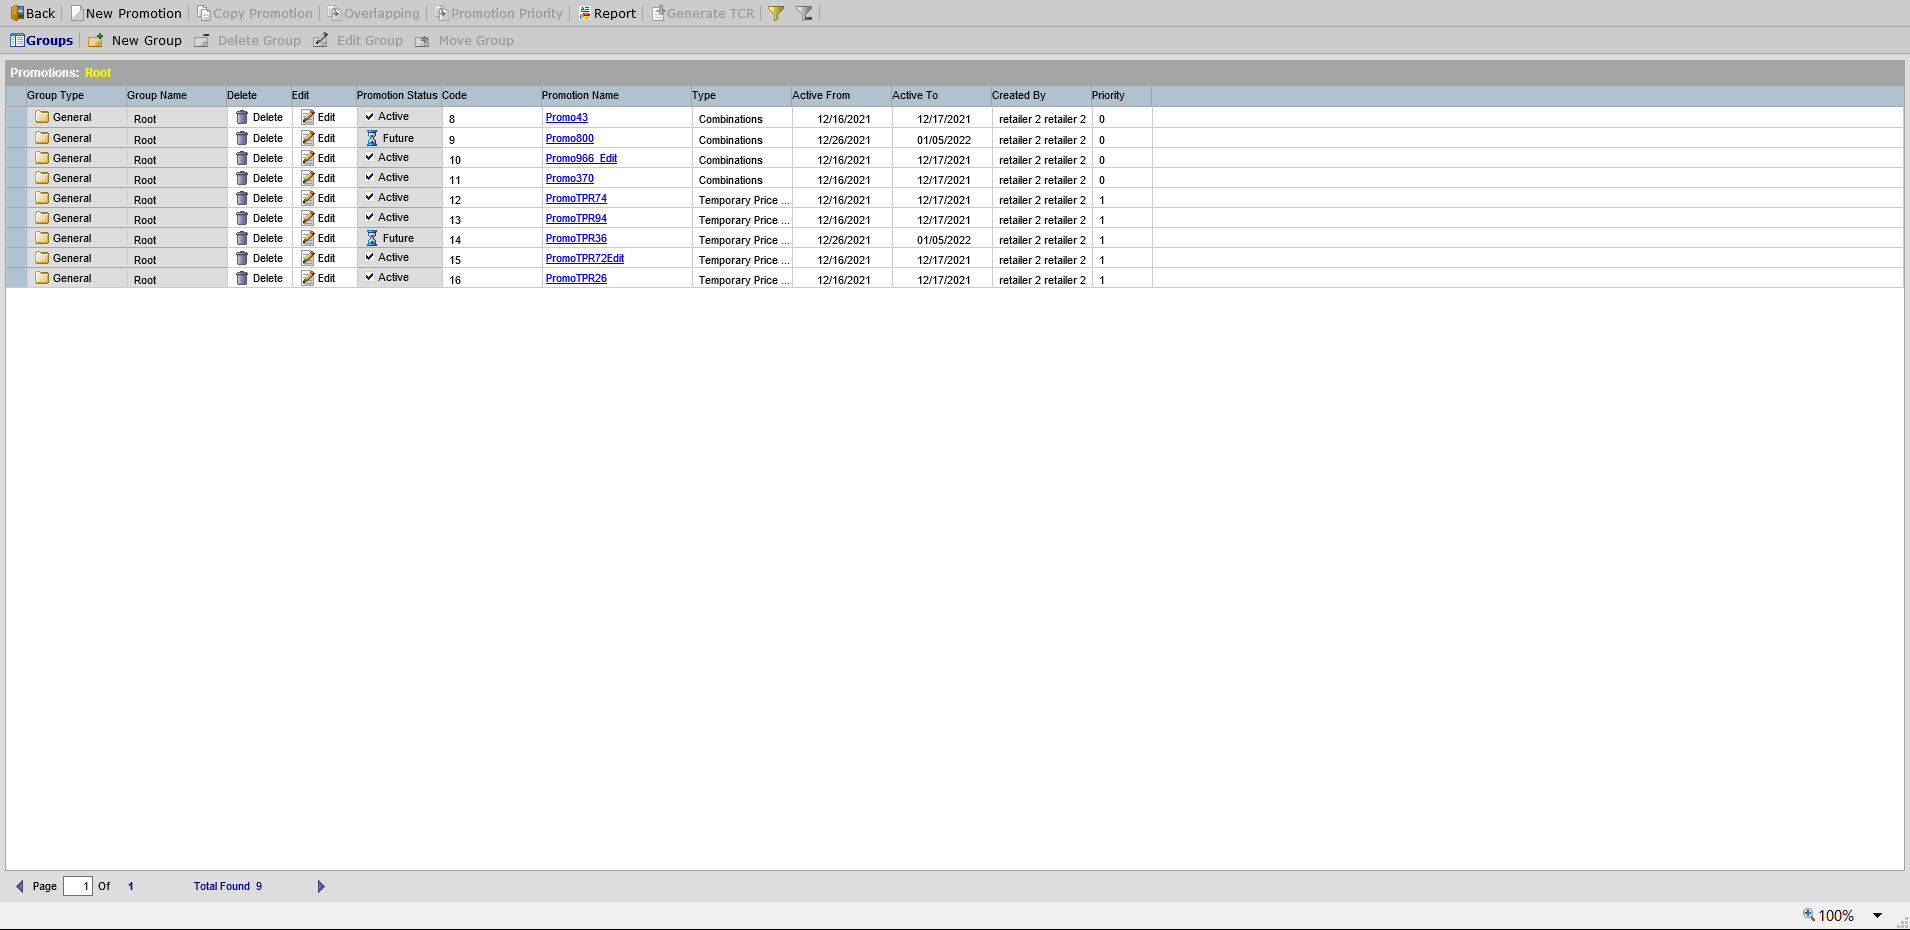 Back New Promotion Copy Promotion Overlapping Promotion Priority Report Generate TCR
Groups New Group Delete Group Edit Group Move Group
Promotions: Root
Group Type Group Name Delete Edit Promotion Status Code Promotion Name Type Active From Active To Created By Priority
General Root Delete Edit Active 8 Promo43 Combinations 12/16/2021 12/17/2021 retailer 2 retailer 2 0
General Root Delete Edit Future 9 Promo800 Combinations 12/26/2021 01/05/2022 retailer 2 retailer 2 0
General Root Delete Edit Active 10 Promo966_Edit Combinations 12/16/2021 12/17/2021 retailer 2 retailer 2 0
General Root Delete Edit Active 11 Promo370 Combinations 12/16/2021 12/17/2021 retailer 2 retailer 2 0
General Root Delete Edit Active 12 PromoTPR74 Temporary Price ... 12/16/2021 12/17/2021 retailer 2 retailer 2 1
General Root Delete Edit Active 13 PromoTPR94 Temporary Price ... 12/16/2021 12/17/2021 retailer 2 retailer 2 1
General Root Delete Edit Future 14 PromoTPR36 Temporary Price ... 12/26/2021 01/05/2022 retailer 2 retailer 2 1
General Root Delete Edit Active 15 PromoTPR72Edit Temporary Price ... 12/16/2021 12/17/2021 retailer 2 retailer 2 1
General Root Delete Edit Active 16 PromoTPR26 Temporary Price ... 12/16/2021 12/17/2021 retailer 2 retailer 2 1
Page 1 Of 1 Total Found 9
100%